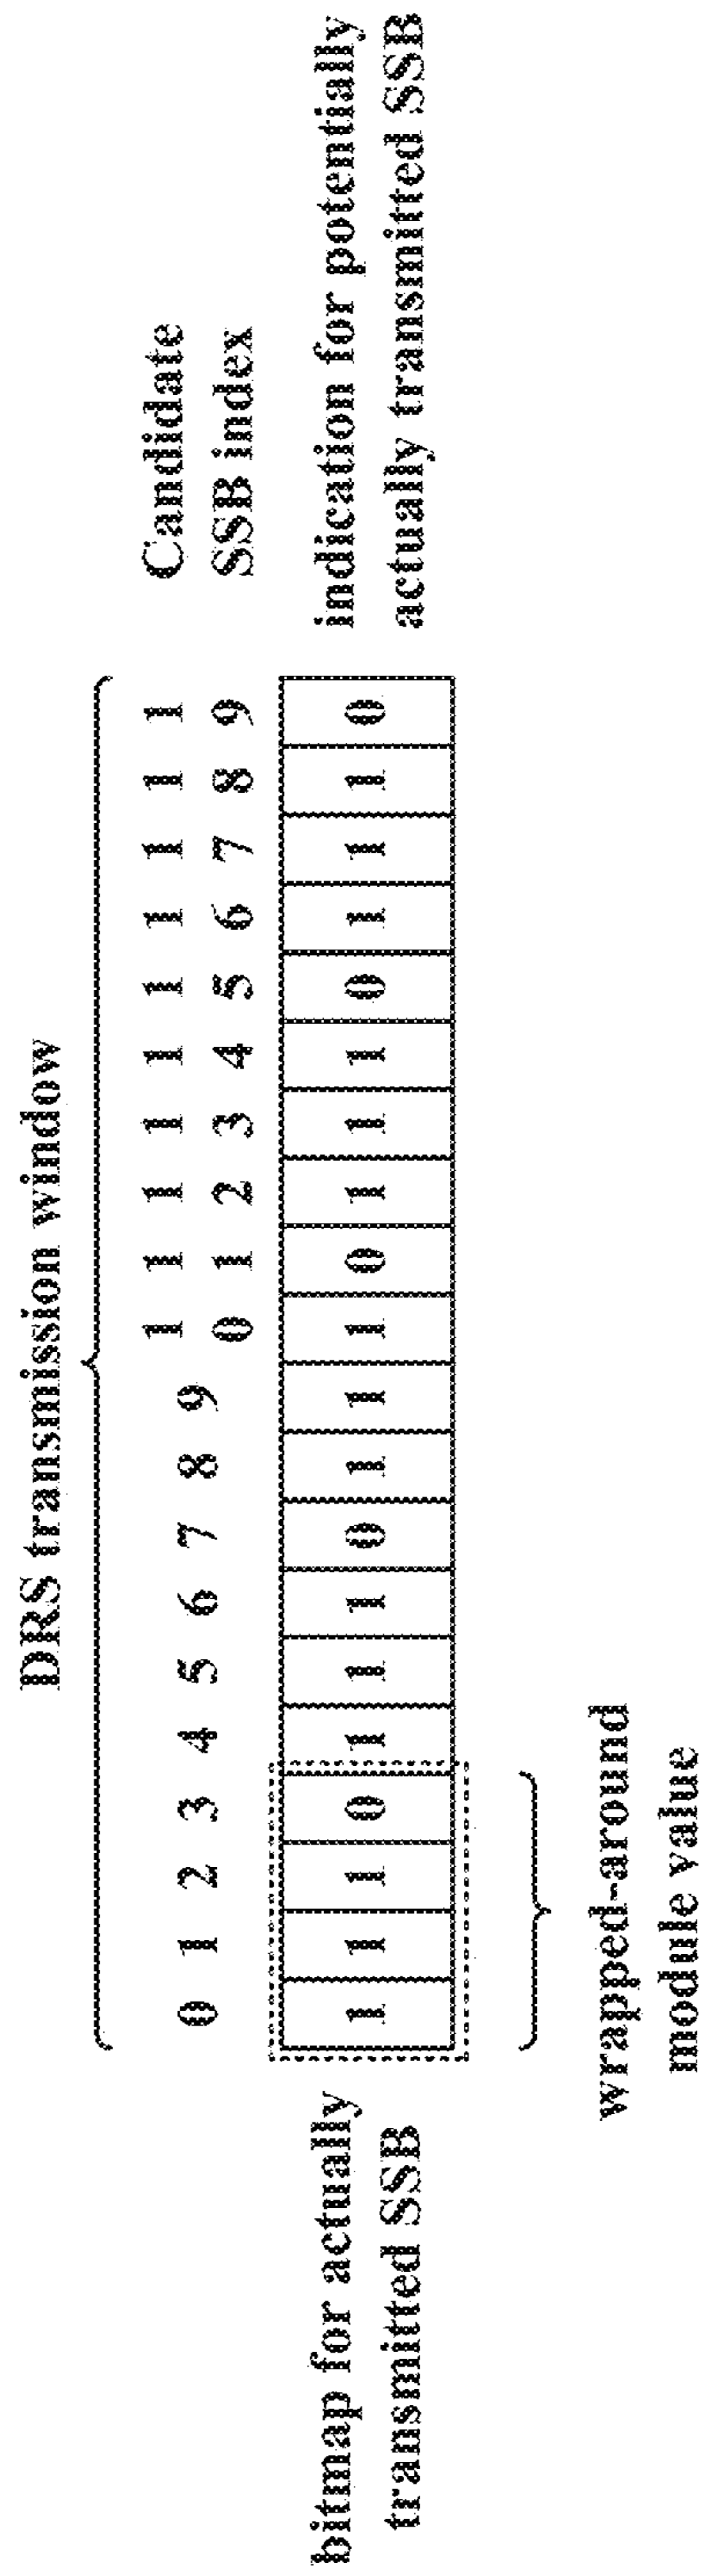 DRS transmission window
0 1 2 3 4 5 6 7 8 9 10 11 12 13 14 15 16 17 18 19
Candidate
SSB index
bitmap for actually
transmitted SSB
1 1 1 0 1 1 1 0 1 1 1 0 1 1 1 0 1 1 1 0
indication for potentially
actually transmitted SSB
wrapped-around
module value